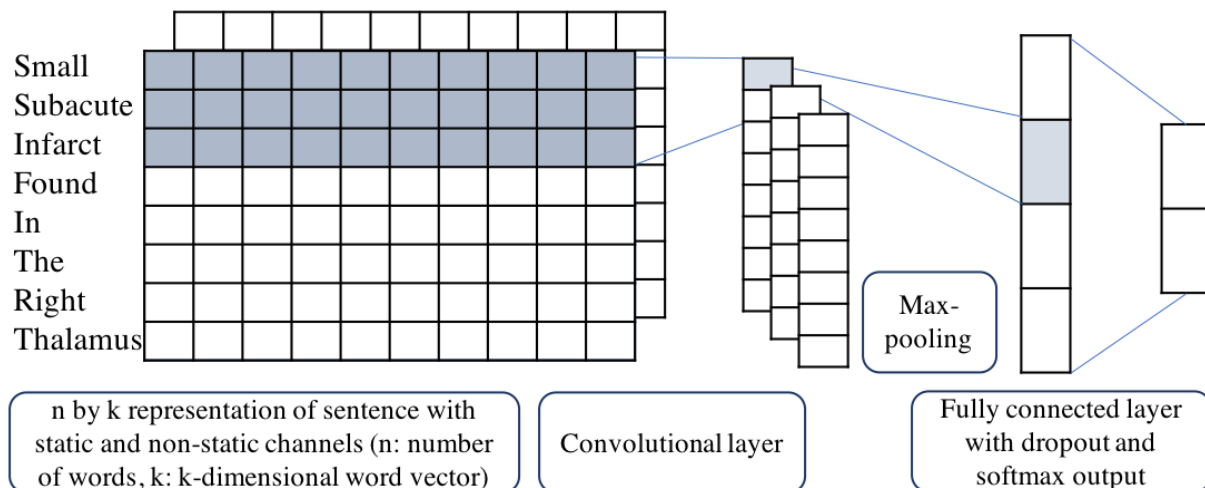 Small
Subacute
Infarct
Found
In
The
Right
Thalamus
Max-
pooling
n by k representation of sentence with
static and non-static channels (n: number
of words, k: k-dimensional word vector)
Convolutional layer
Fully connected layer
with dropout and
softmax output